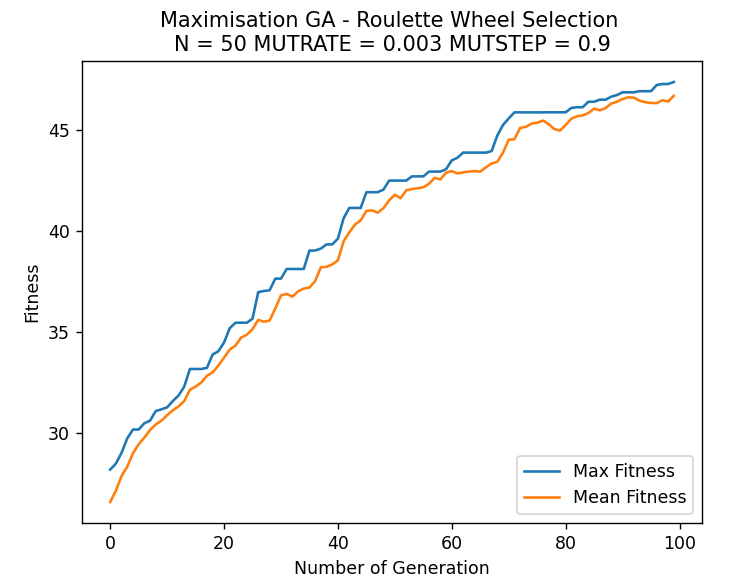 Maximisation GA - Roulette Wheel Selection
N = 50 MUTRATE = 0.003 MUTSTEP = 0.9
45
40
35
30
Fitness
0 20 40 60 80 100
Number of Generation
Max Fitness
Mean Fitness